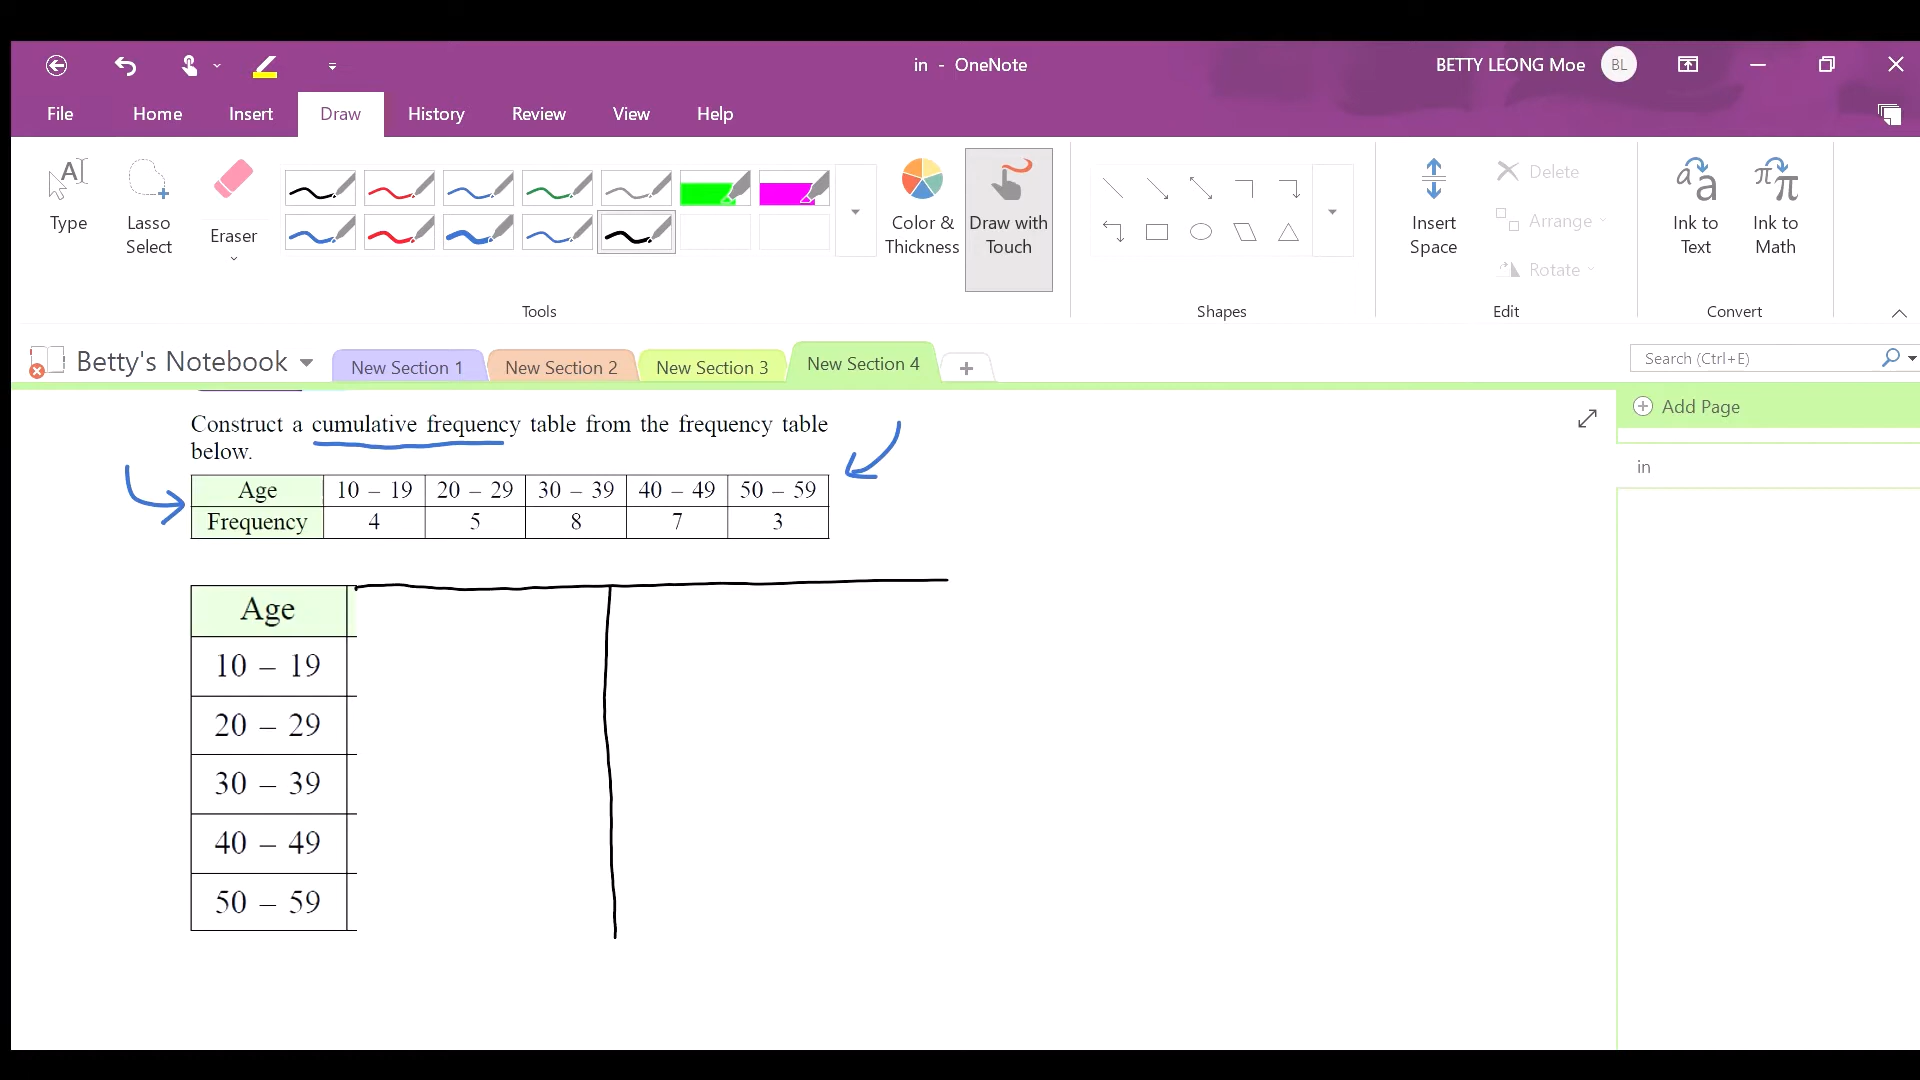 in - OneNote
BETTY LEONG Moe
BL
File Home Insert Draw History Review View Help
Type
Lasso Select
Eraser
Color & Thickness
Draw with Touch
Insert Space
Delete
Arrange
Rotate
Ink to Text
Ink to Math
Tools
Shapes
Edit
Convert
Betty's Notebook
New Section 1
New Section 2
New Section 3
New Section 4
Search (Ctrl+E)
Add Page
in
Construct a cumulative frequency table from the frequency table
below.
Age 10 – 19 20 – 29 30 – 39 40 – 49 50 – 59
Frequency 4 5 8 7 3
Age
10 – 19
20 – 29
30 – 39
40 – 49
50 – 59